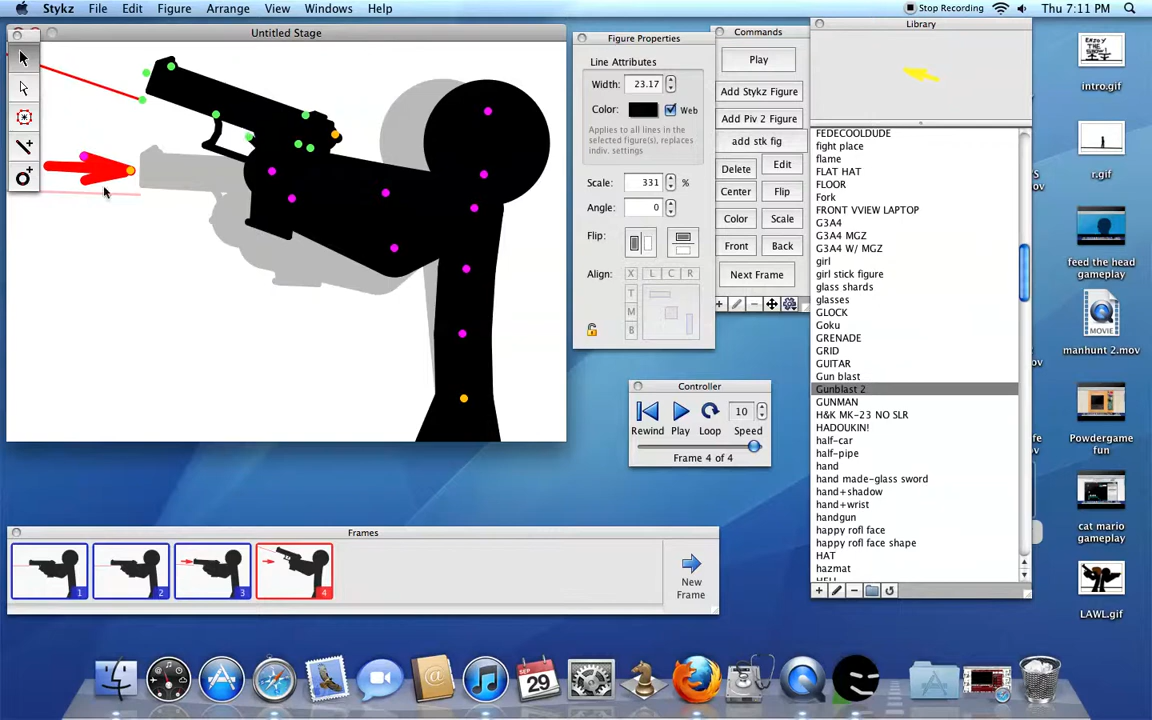 Stykz File Edit Figure Arrange View Windows Help
Stop Recording Thu 7:11 PM
Untitled Stage
Figure Properties
Line Attributes
Width: 23.17
Color: Web
Applies to all lines in the
selected figure(s), replaces
indiv. settings
Scale: 331 %
Angle: 0
Flip:
Align: X L C R
T
M
B
Commands
Play
Add Stykz Figure
Add Piv 2 Figure
add stk fig
Delete Edit
Center Flip
Color Scale
Front Back
Next Frame
Controller
10
Rewind Play Loop Speed
Frame 4 of 4
Library
FEDECOOLDUDE
fight place
flame
FLAT HAT
FLOOR
Fork
FRONT VVIEW LAPTOP
G3A4
G3A4 MGZ
G3A4 W/ MGZ
girl
girl stick figure
glass shards
glasses
GLOCK
Goku
GRENADE
GRID
GUITAR
Gun blast
Gunblast 2
GUNMAN
H&K MK-23 NO SLR
HADOUKIN!
half-car
half-pipe
hand
hand made-glass sword
hand+shadow
hand+wrist
handgun
happy rofl face
happy rofl face shape
HAT
hazmat
ENJOY
THE
intro.gif
r.gif
feed the head
gameplay
MOVIE
manhunt 2.mov
Powdergame
fun
cat mario
gameplay
LAWL.gif
Frames
1 2 3 4
New
Frame
SEP
29